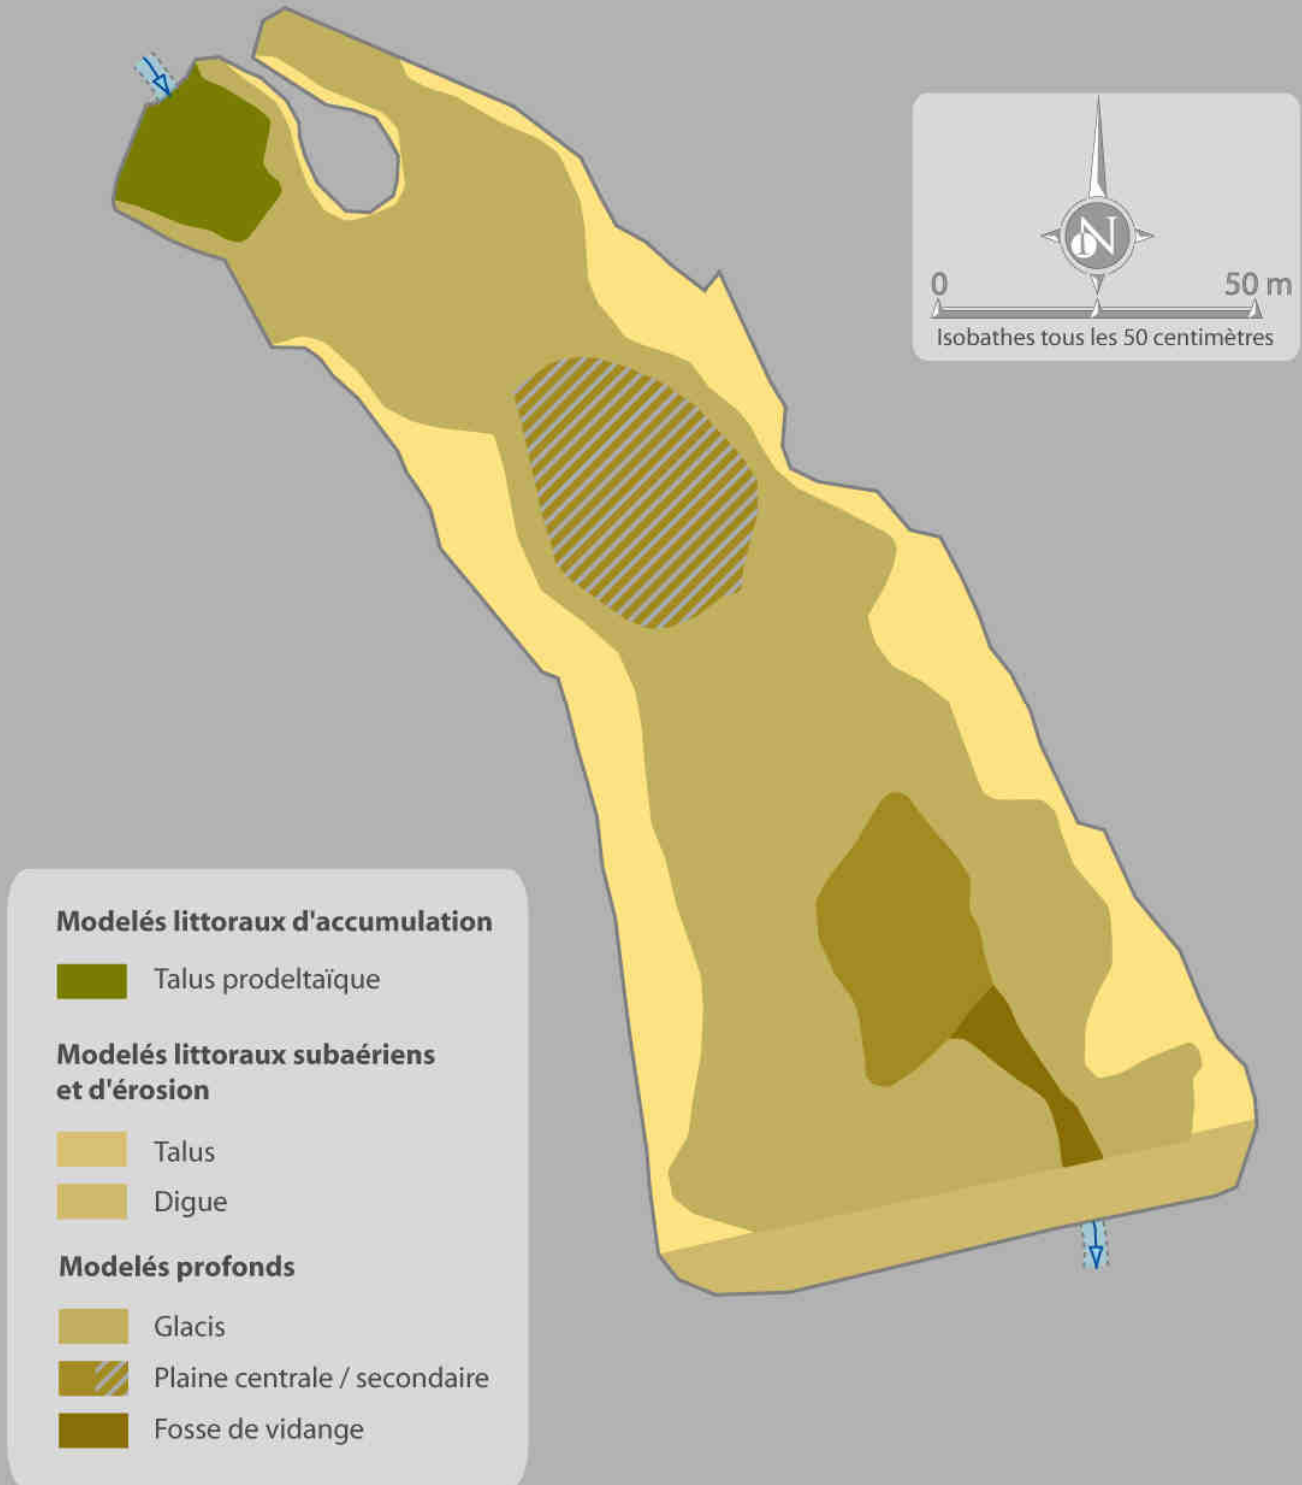 N
0 50 m
Isobathes tous les 50 centimètres
Modelés littoraux d'accumulation
Talus prodeltaïque
Modelés littoraux subaériens
et d'érosion
Talus
Digue
Modelés profonds
Glacis
Plaine centrale / secondaire
Fosse de vidange